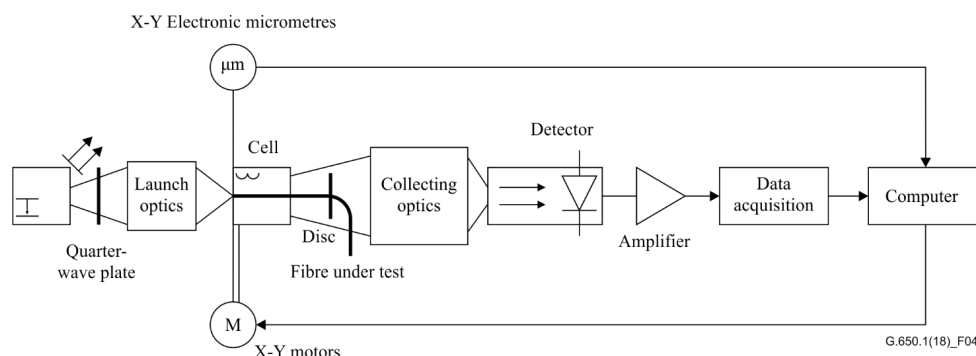 X-Y Electronic micrometres
μm
Cell
Detector
Launch
optics
Collecting
optics
Data
acquisition
Computer
Disc
Amplifier
Quarter-
wave plate
Fibre under test
M
X-Y motors
G.650.1(18)_F04